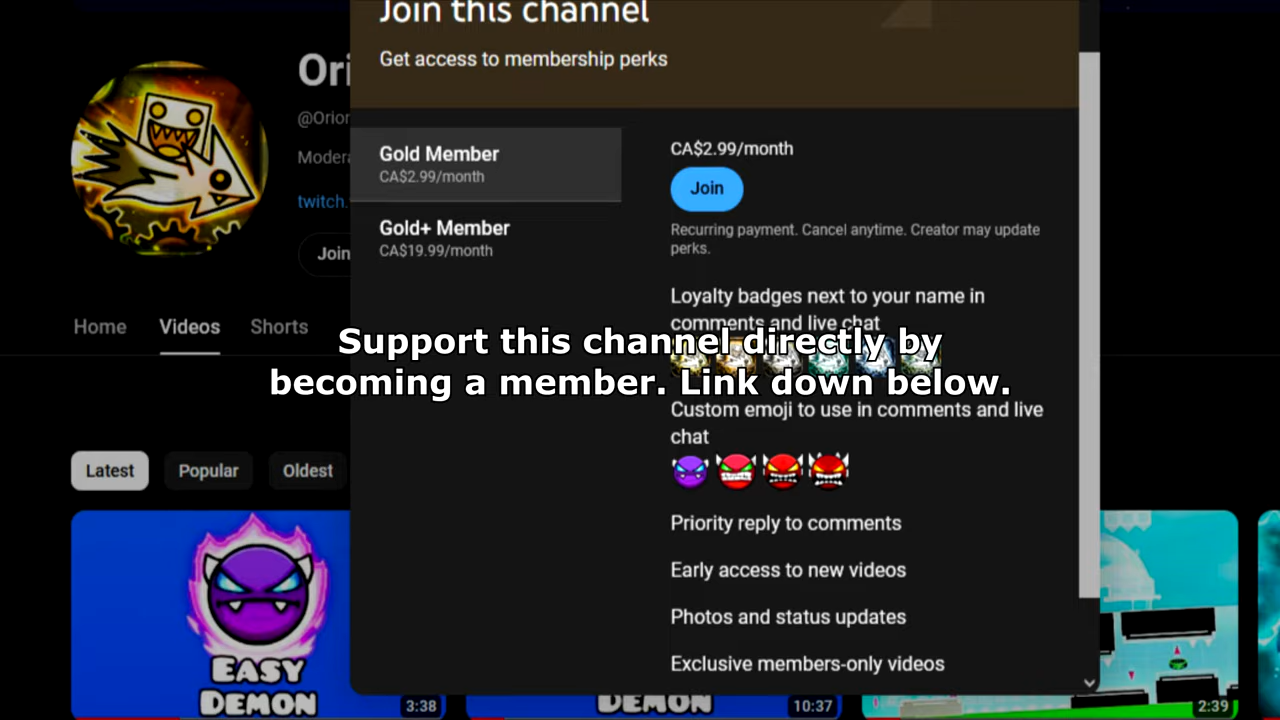 Join this channel
Get access to membership perks
Ori
@Orior
Modera
twitch.
Join
Gold Member
CA$2.99/month
Gold+ Member
CA$19.99/month
CA$2.99/month
Join
Recurring payment. Cancel anytime. Creator may update
perks.
Loyalty badges next to your name in
comments and live chat
Home
Videos
Shorts
Support this channel directly by
becoming a member. Link down below.
Custom emoji to use in comments and live
chat
Latest
Popular
Oldest
Priority reply to comments
Early access to new videos
Photos and status updates
Exclusive members-only videos
EASY
DEMON
3:38
DEMON
10:37
2:39